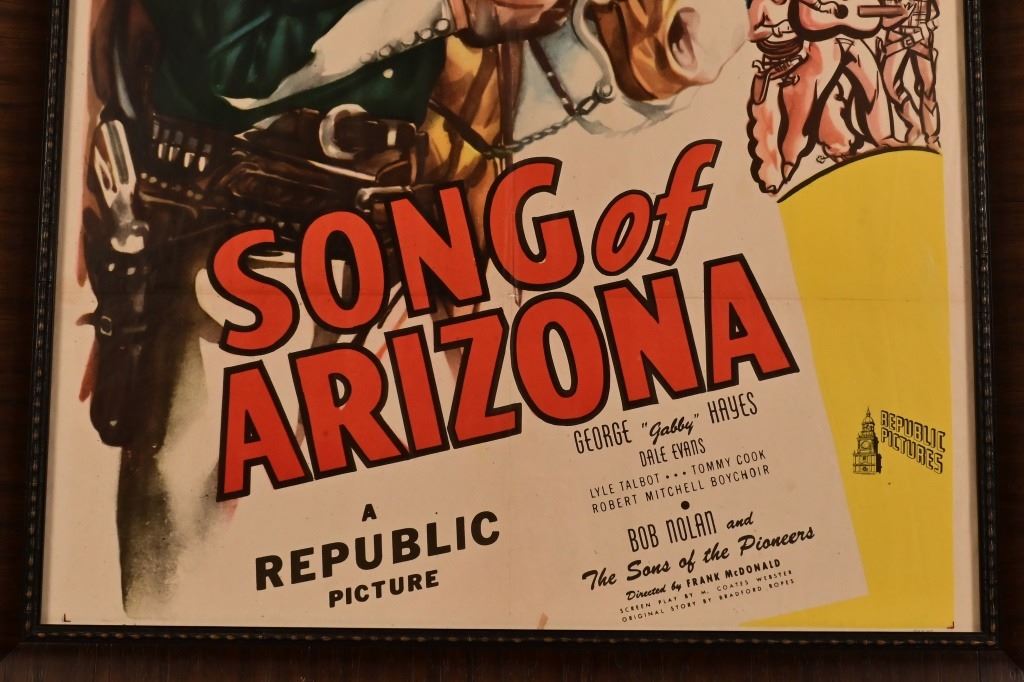 SONG of
ARIZONA
A
REPUBLIC
PICTURE
GEORGE "Gabby" HAYES
DALE EVANS
LYLE TALBOT ••• TOMMY COOK
ROBERT MITCHELL BOYCHOIR
•
BOB NOLAN and
The Sons of the Pioneers
Directed by FRANK McDONALD
SCREEN PLAY BY M. COATES WEBSTER
ORIGINAL STORY BY BRADFORD ROPES
REPUBLIC
PICTURES